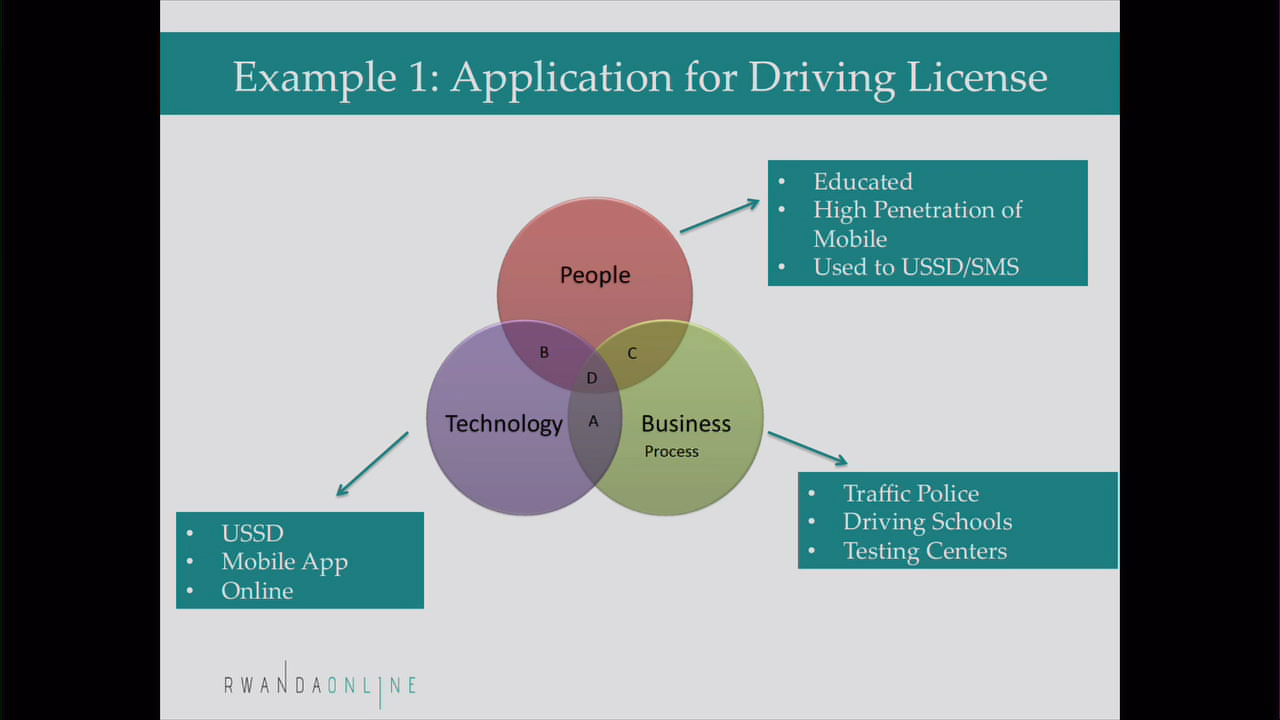 Example 1: Application for Driving License
• Educated
• High Penetration of
Mobile
• Used to USSD/SMS
People
B
C
D
Technology
A
Business
Process
• Traffic Police
• Driving Schools
• Testing Centers
• USSD
• Mobile App
• Online
RWANDAONLINE